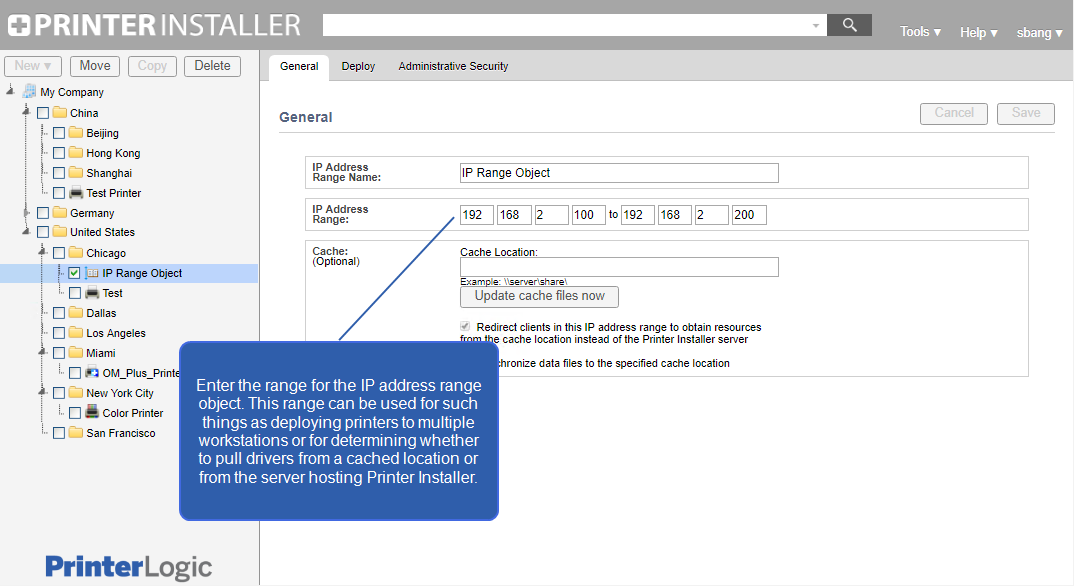 PRINTER INSTALLER
Tools ▾ Help ▾ sbang ▾
New ▾ Move Copy Delete
General Deploy Administrative Security
My Company
China
Beijing
Hong Kong
Shanghai
Test Printer
Germany
United States
Chicago
IP Range Object
Test
Dallas
Los Angeles
Miami
OM_Plus_Printe
New York City
Color Printer
San Francisco
PrinterLogic
General
Cancel Save
IP Address
Range Name:
IP Range Object
IP Address
Range:
192 168 2 100 to 192 168 2 200
Cache:
(Optional)
Cache Location:
Example: \\server\share\
Update cache files now
Redirect clients in this IP address range to obtain resources
from the cache location instead of the Printer Installer server
chronize data files to the specified cache location
Enter the range for the IP address range
object. This range can be used for such
things as deploying printers to multiple
workstations or for determining whether
to pull drivers from a cached location or
from the server hosting Printer Installer.